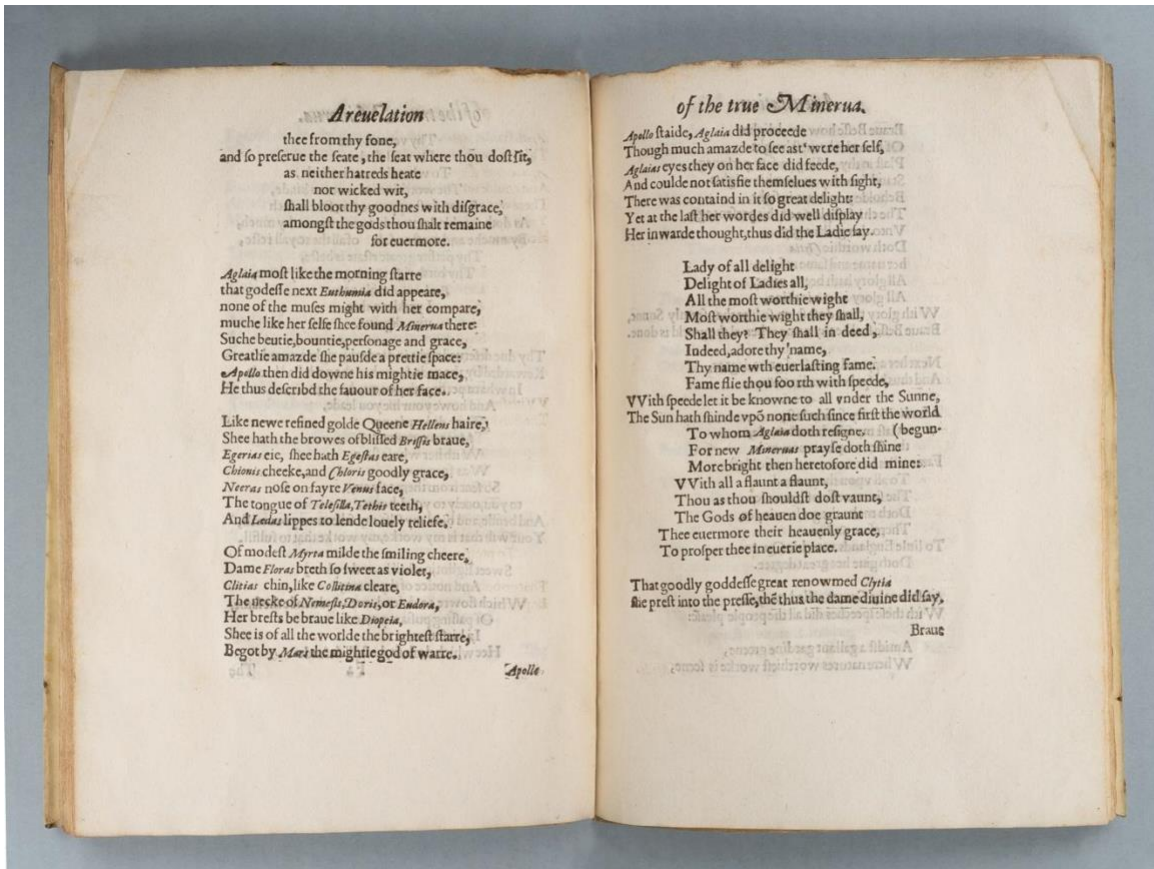 A reuelation
thee from thy fone,
and so preserue the seate, the seat where thou dost sit,
as neither hatreds heate
nor wicked wit,
shall bloot thy goodnes with disgrace,
amongst the gods thou shalt remaine
for euermore.
Aglaia most like the morning starre
that godesse next Euthumia did appeare,
none of the muses might with her compare,
muche like her selfe shee found Minerua there:
Suche beutie, bountie, personage and grace,
Greatlie amazde she pausde a prettie space:
Apollo then did downe his mightie mace,
He thus describd the fauour of her face.
Like newe refined golde Queene Hellens haire,
Shee hath the browes of blissed Brissis braue,
Egerias eie, shee hath Egestas eare,
Chionis cheeke, and Chloris goodly grace,
Neeras nose on fayre Venus face,
The tongue of Telesilla, Tethis teeth,
And Laedas lippes to lende louely reliefe.
Of modest Myrta milde the smiling cheere,
Dame Floras breth so sweet as violet,
Clitias chin, like Collitina cleare,
The necke of Nemesis, Doris, or Eudora,
Her brests be braue like Diopeia,
Shee is of all the worlde the brightest starre,
Begot by Mars the mightie god of warre.
Apollo
of the true Minerua.
Apollo staide, Aglaia did proceede
Though much amazde to see ast' were her self,
Aglaias eyes they on her face did feede,
And coulde not satisfie themselues with sight,
There was containd in it so great delight:
Yet at the last her wordes did well display
Her inwarde thought, thus did the Ladie say.
Lady of all delight
Delight of Ladies all,
All the most worthie wight
Most worthie wight they shall,
Shall they? They shall in deed,
Indeed, adore thy name,
Thy name wth euerlasting fame.
Fame flie thou foorth with speede,
VVith speede let it be knowne to all vnder the Sunne,
The Sun hath shinde vpō none such since first the world
To whom Aglaia doth resigne. (begun.
For new Mineruas prayse doth shine
More bright then heretofore did mine:
VVith all a flaunt a flaunt,
Thou as thou shouldst dost vaunt,
The Gods of heauen doe graunt
Thee euermore their heauenly grace,
To prosper thee in euerie place.
That goodly goddesse great renowmed Clytia
she prest into the presse, thē thus the dame diuine did say,
Braue